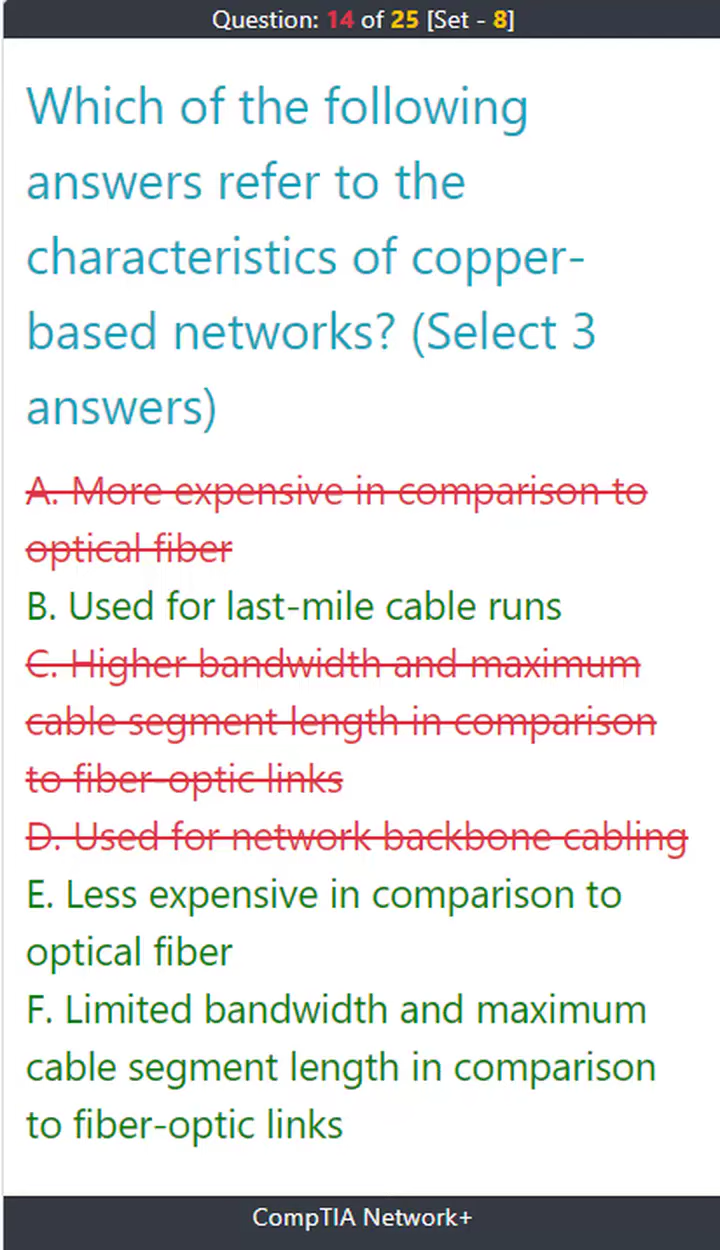 Question: 14 of 25 [Set - 8]
Which of the following
answers refer to the
characteristics of copper-
based networks? (Select 3
answers)
A. More expensive in comparison to
optical fiber
B. Used for last-mile cable runs
C. Higher bandwidth and maximum
cable segment length in comparison
to fiber-optic links
D. Used for network backbone cabling
E. Less expensive in comparison to
optical fiber
F. Limited bandwidth and maximum
cable segment length in comparison
to fiber-optic links
CompTIA Network+